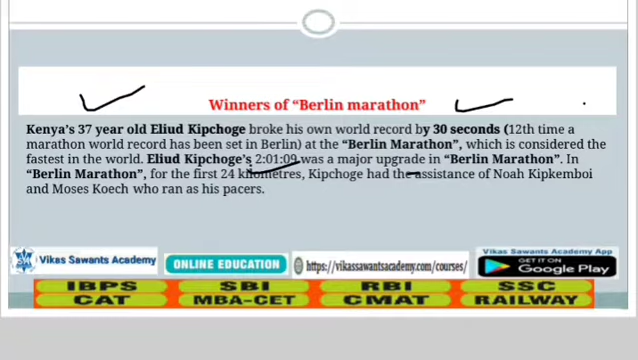 Winners of “Berlin marathon”
Kenya’s 37 year old Eliud Kipchoge broke his own world record by 30 seconds (12th time a
marathon world record has been set in Berlin) at the “Berlin Marathon”, which is considered the
fastest in the world. Eliud Kipchoge’s 2:01:09 was a major upgrade in “Berlin Marathon”. In
“Berlin Marathon”, for the first 24 kilometres, Kipchoge had the assistance of Noah Kipkemboi
and Moses Koech who ran as his pacers.
Vikas Sawants Academy
ONLINE EDUCATION
https://vikassawantsacademy.com/courses/
Vikas Sawants Academy App
GET IT ON
Google Play
IBPS SBI RBI SSC
CAT MBA-CET CMAT RAILWAY